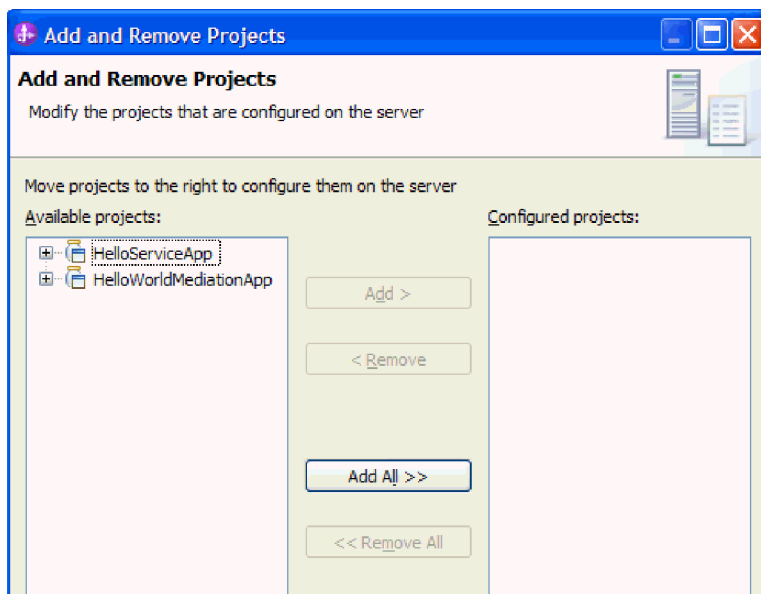 Add and Remove Projects
Add and Remove Projects
Modify the projects that are configured on the server
Move projects to the right to configure them on the server
Available projects:
Configured projects:
HelloServiceApp
HelloWorldMediationApp
Add >
< Remove
Add All >>
<< Remove All